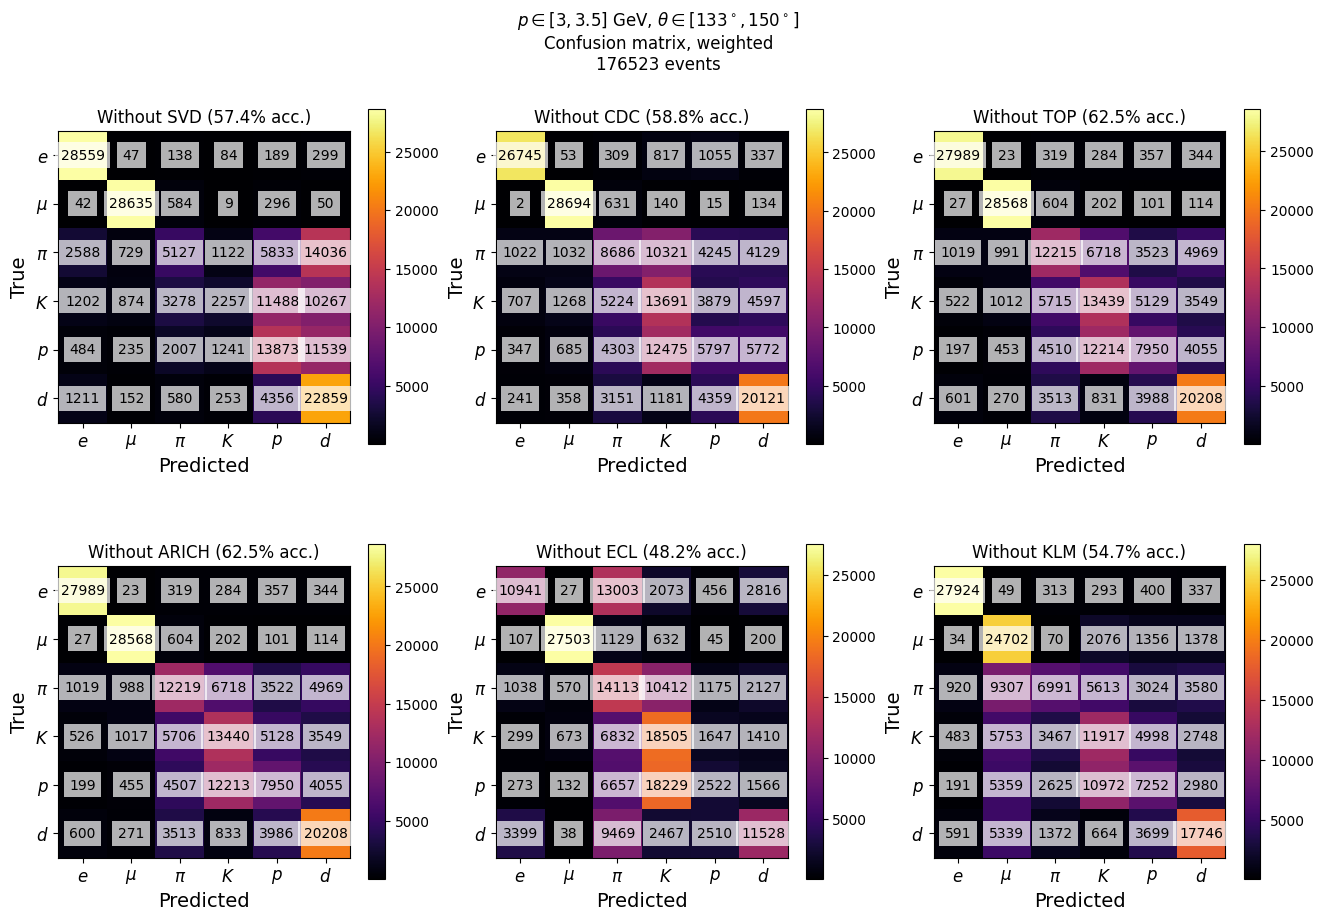 p ∈ [3, 3.5] GeV, θ ∈ [133°, 150°]
Confusion matrix, weighted
176523 events
Without SVD (57.4% acc.)
True
e 28559 47 138 84 189 299
μ 42 28635 584 9 296 50
π 2588 729 5127 1122 5833 14036
K 1202 874 3278 2257 11488 10267
p 484 235 2007 1241 13873 11539
d 1211 152 580 253 4356 22859
e μ π K p d
Predicted
25000
20000
15000
10000
5000
Without CDC (58.8% acc.)
True
e 26745 53 309 817 1055 337
μ 2 28694 631 140 15 134
π 1022 1032 8686 10321 4245 4129
K 707 1268 5224 13691 3879 4597
p 347 685 4303 12475 5797 5772
d 241 358 3151 1181 4359 20121
e μ π K p d
Predicted
25000
20000
15000
10000
5000
Without TOP (62.5% acc.)
True
e 27989 23 319 284 357 344
μ 27 28568 604 202 101 114
π 1019 991 12215 6718 3523 4969
K 522 1012 5715 13439 5129 3549
p 197 453 4510 12214 7950 4055
d 601 270 3513 831 3988 20208
e μ π K p d
Predicted
25000
20000
15000
10000
5000
Without ARICH (62.5% acc.)
True
e 27989 23 319 284 357 344
μ 27 28568 604 202 101 114
π 1019 988 12219 6718 3522 4969
K 526 1017 5706 13440 5128 3549
p 199 455 4507 12213 7950 4055
d 600 271 3513 833 3986 20208
e μ π K p d
Predicted
25000
20000
15000
10000
5000
Without ECL (48.2% acc.)
True
e 10941 27 13003 2073 456 2816
μ 107 27503 1129 632 45 200
π 1038 570 14113 10412 1175 2127
K 299 673 6832 18505 1647 1410
p 273 132 6657 18229 2522 1566
d 3399 38 9469 2467 2510 11528
e μ π K p d
Predicted
25000
20000
15000
10000
5000
Without KLM (54.7% acc.)
True
e 27924 49 313 293 400 337
μ 34 24702 70 2076 1356 1378
π 920 9307 6991 5613 3024 3580
K 483 5753 3467 11917 4998 2748
p 191 5359 2625 10972 7252 2980
d 591 5339 1372 664 3699 17746
e μ π K p d
Predicted
25000
20000
15000
10000
5000